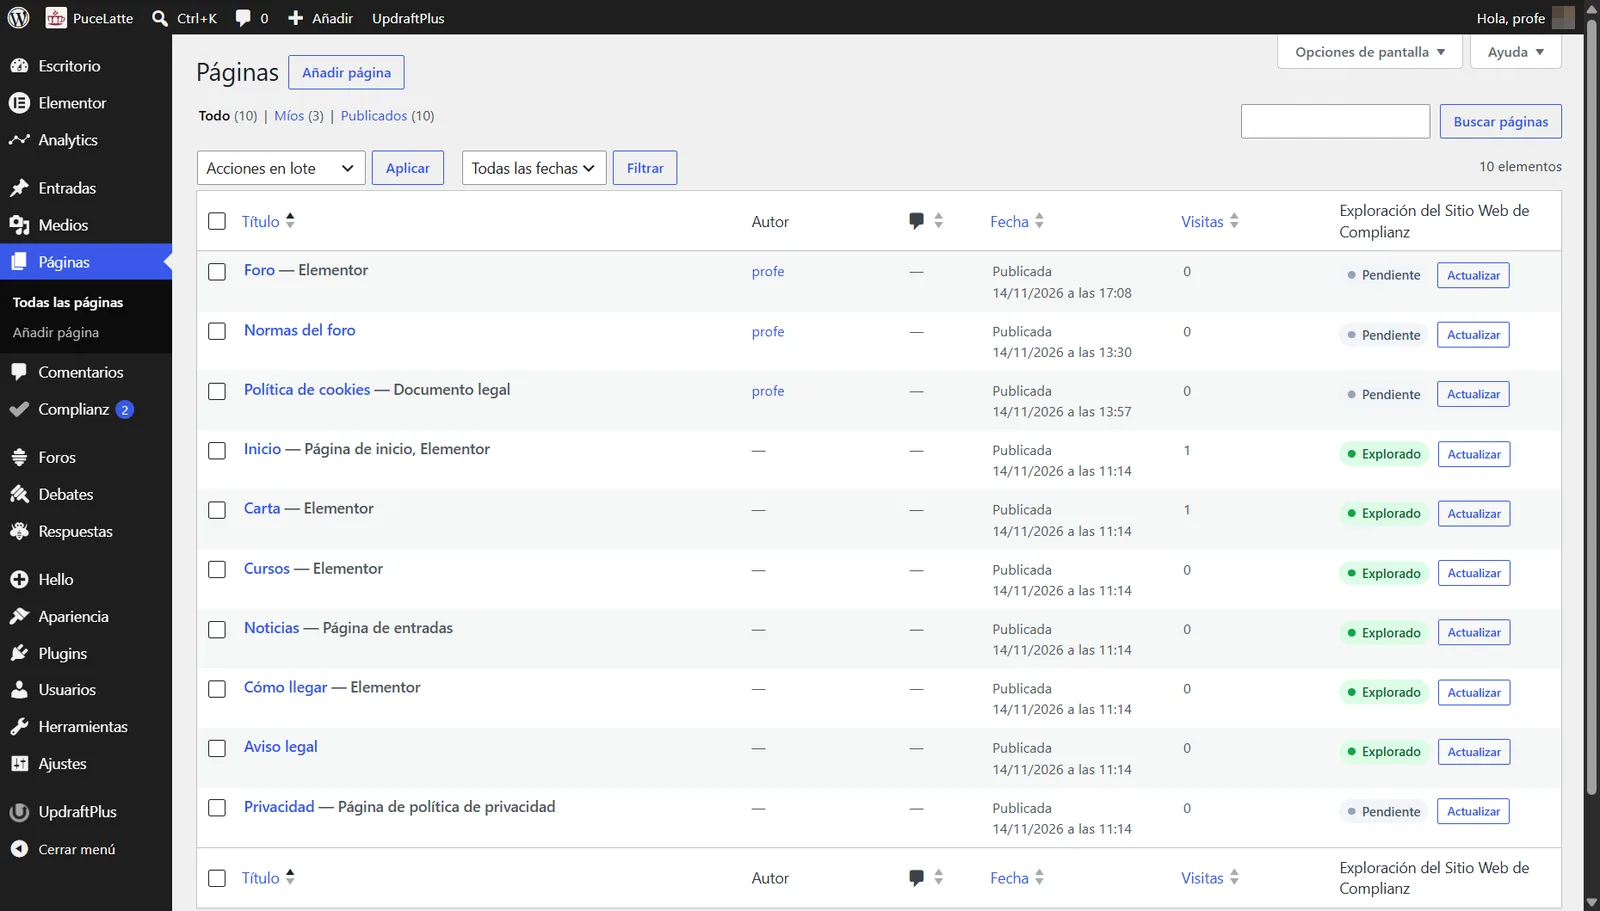 PuceLatte Ctrl+K 0 Añadir UpdraftPlus Hola, profe
Escritorio
Elementor
Analytics
Entradas
Medios
Páginas
Todas las páginas
Añadir página
Comentarios
Complianz 2
Foros
Debates
Respuestas
Hello
Apariencia
Plugins
Usuarios
Herramientas
Ajustes
UpdraftPlus
Cerrar menú
Opciones de pantalla Ayuda
Páginas Añadir página
Todo (10) | Míos (3) | Publicados (10)
Buscar páginas
Acciones en lote Aplicar Todas las fechas Filtrar
10 elementos
Título Autor Fecha Visitas Exploración del Sitio Web de
Complianz
Foro — Elementor profe — Publicada 0 Pendiente Actualizar
14/11/2026 a las 17:08
Normas del foro profe — Publicada 0 Pendiente Actualizar
14/11/2026 a las 13:30
Política de cookies — Documento legal profe — Publicada 0 Pendiente Actualizar
14/11/2026 a las 13:57
Inicio — Página de inicio, Elementor — — Publicada 1 Explorado Actualizar
14/11/2026 a las 11:14
Carta — Elementor — — Publicada 1 Explorado Actualizar
14/11/2026 a las 11:14
Cursos — Elementor — — Publicada 0 Explorado Actualizar
14/11/2026 a las 11:14
Noticias — Página de entradas — — Publicada 0 Explorado Actualizar
14/11/2026 a las 11:14
Cómo llegar — Elementor — — Publicada 0 Explorado Actualizar
14/11/2026 a las 11:14
Aviso legal — — Publicada 0 Explorado Actualizar
14/11/2026 a las 11:14
Privacidad — Página de política de privacidad — — Publicada 0 Pendiente Actualizar
14/11/2026 a las 11:14
Título Autor Fecha Visitas Exploración del Sitio Web de
Complianz